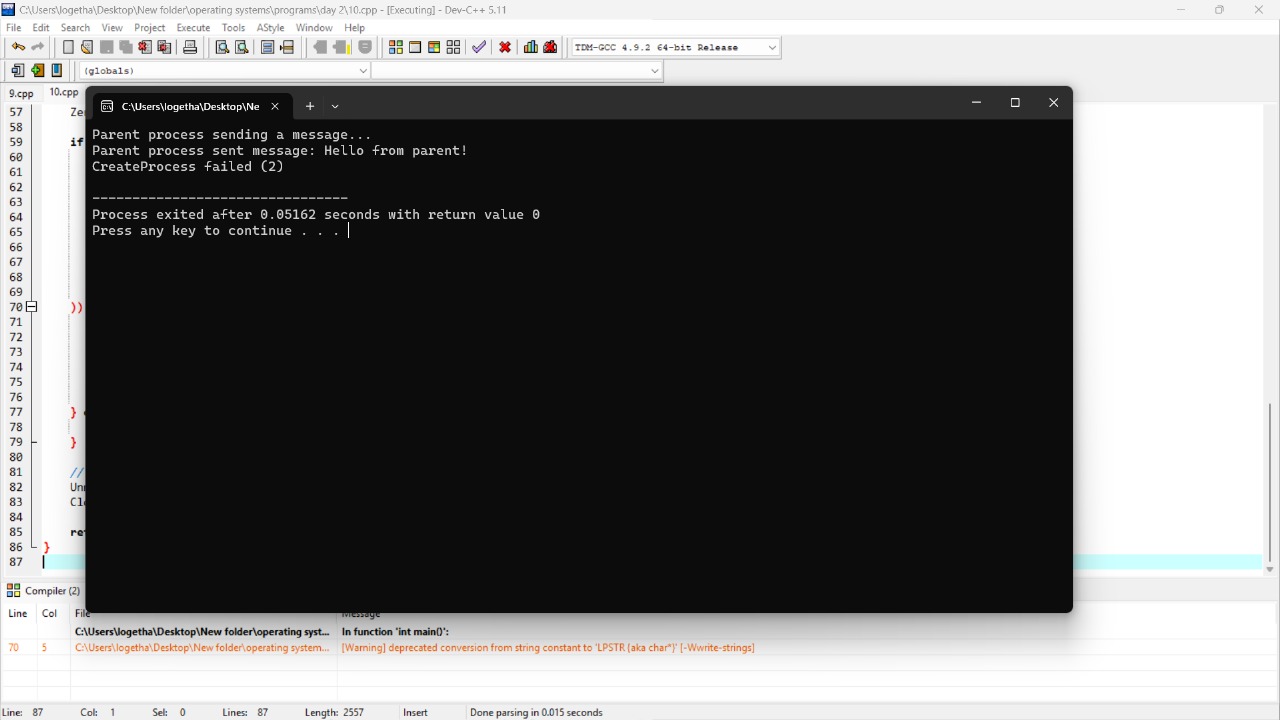 C:\Users\logetha\Desktop\New folder\operating systems\programs\day 2\10.cpp - [Executing] - Dev-C++ 5.11
File Edit Search View Project Execute Tools AStyle Window Help
TDM-GCC 4.9.2 64-bit Release
(globals)
9.cpp 10.cpp
C:\Users\logetha\Desktop\Ne
Parent process sending a message...
Parent process sent message: Hello from parent!
CreateProcess failed (2)
--------------------------------
Process exited after 0.05162 seconds with return value 0
Press any key to continue . . .
57 Ze
58
59 if
60
61
62
63
64
65
66
67
68
69
70 ))
71
72
73
74
75
76
77 }
78
79 }
80
81 //
82 Un
83 Cl
84
85 re
86 }
87
Compiler (2)
Line Col File Message
C:\Users\logetha\Desktop\New folder\operating syst... In function 'int main()':
70 5 C:\Users\logetha\Desktop\New folder\operating system... [Warning] deprecated conversion from string constant to 'LPSTR {aka char*}' [-Wwrite-strings]
Line: 87 Col: 1 Sel: 0 Lines: 87 Length: 2557 Insert Done parsing in 0.015 seconds